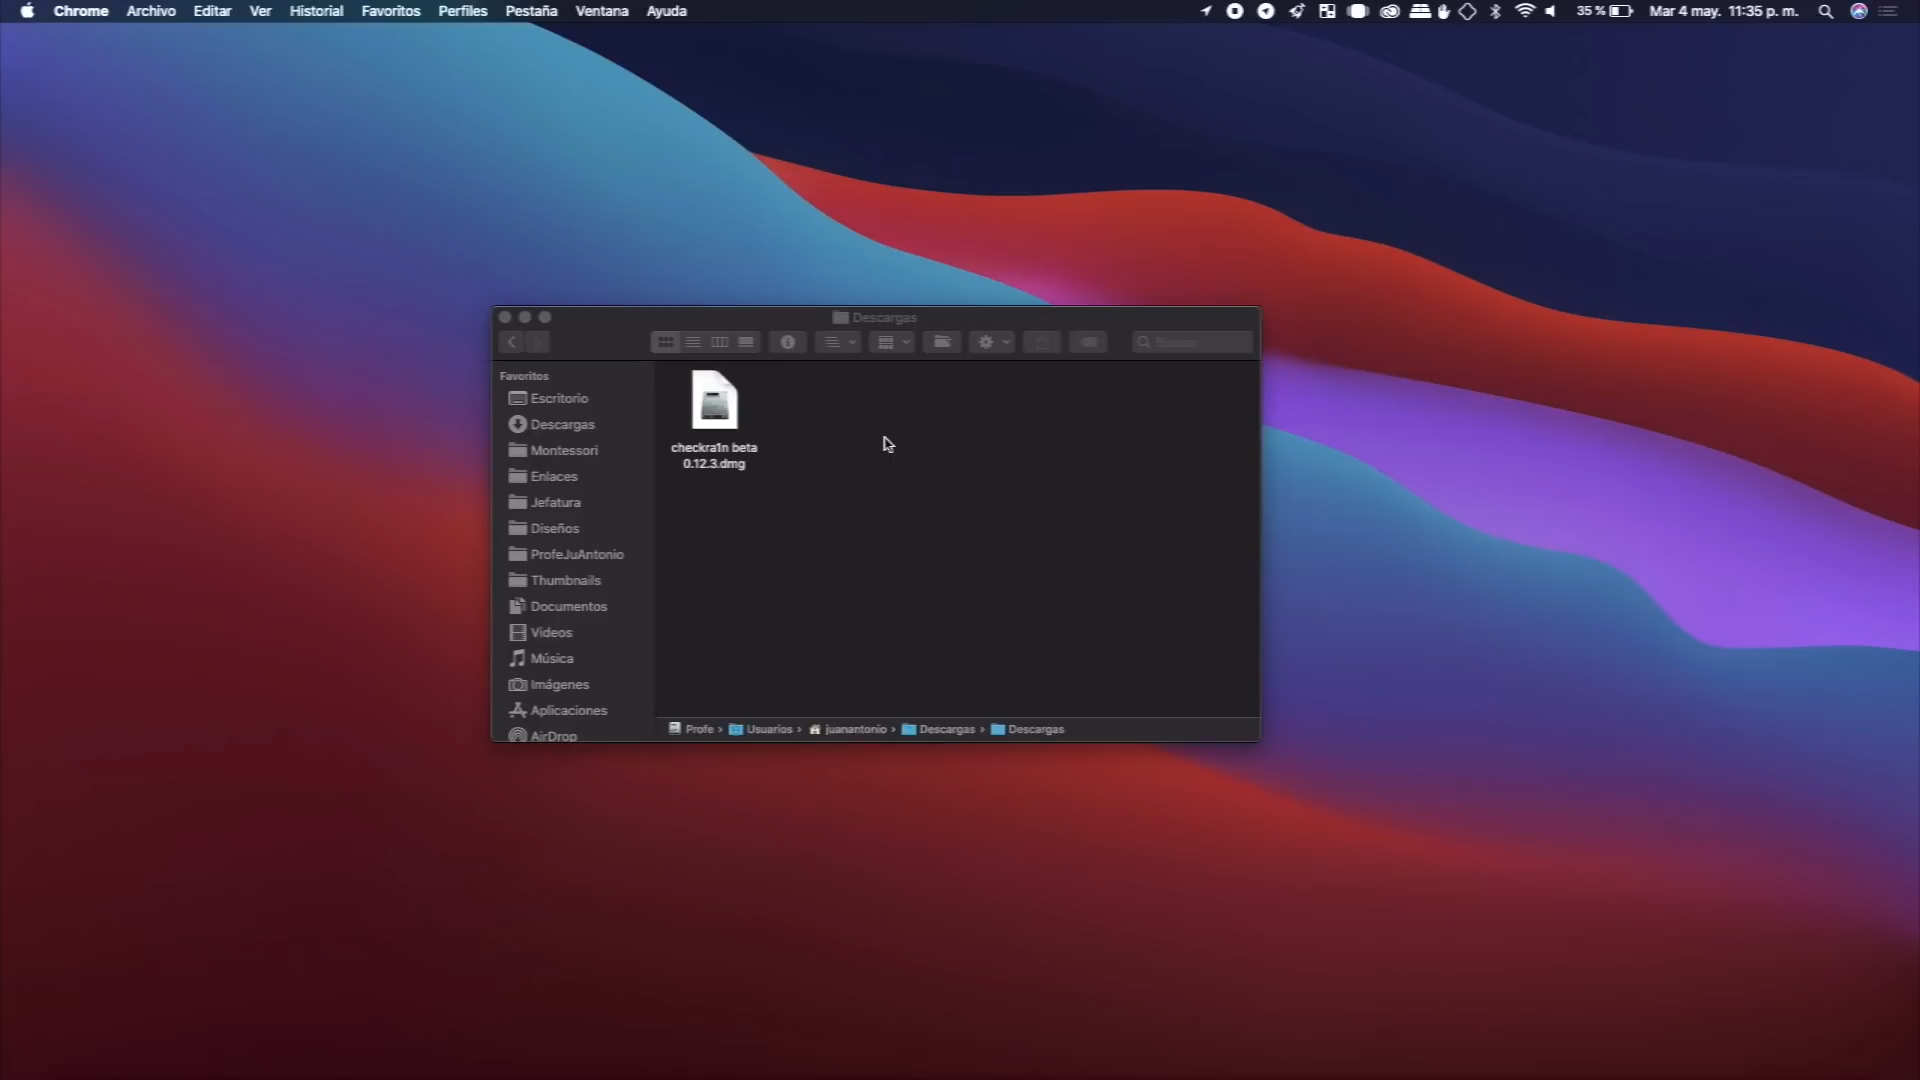 Chrome Archivo Editar Ver Historial Favoritos Perfiles Pestaña Ventana Ayuda
35 % Mar 4 may. 11:35 p. m.
Descargas
Buscar
Favoritos
Escritorio
Descargas
Montessori
Enlaces
Jefatura
Diseños
ProfeJuAntonio
Thumbnails
Documentos
Videos
Música
Imágenes
Aplicaciones
AirDrop
checkra1n beta
0.12.3.dmg
Profe › Usuarios › juanantonio › Descargas › Descargas